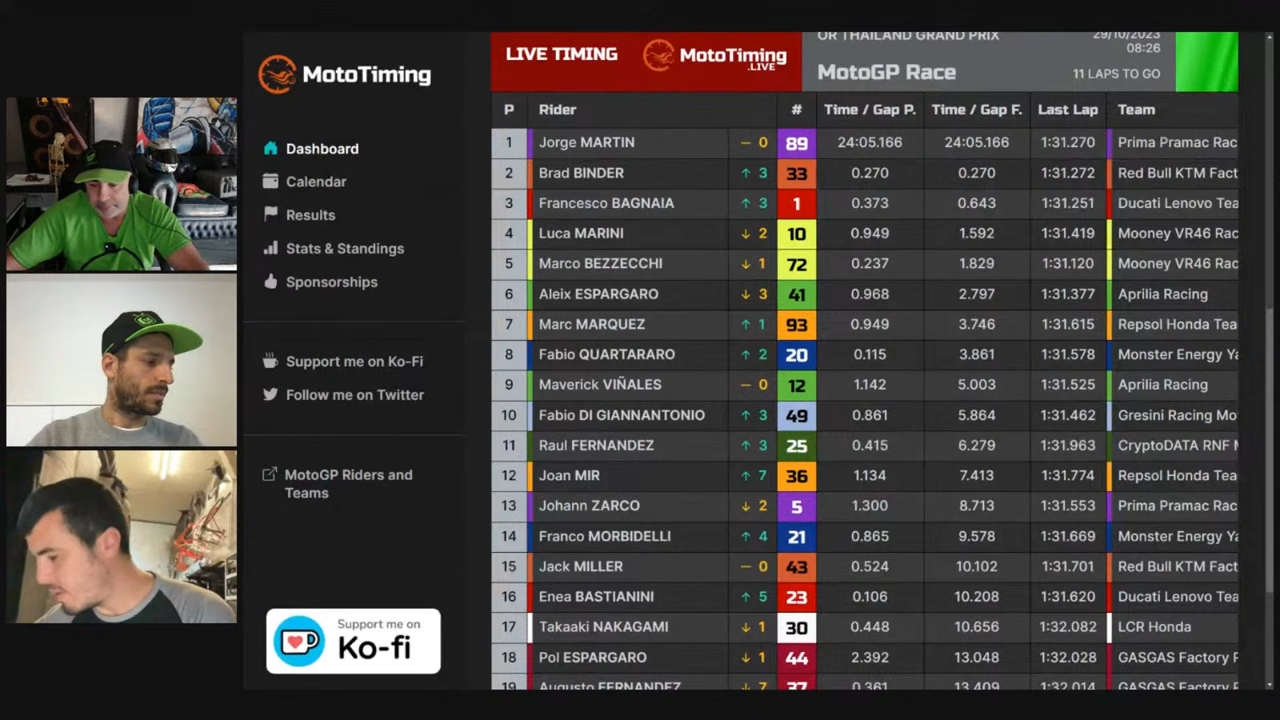 MotoTiming
Dashboard
Calendar
Results
Stats & Standings
Sponsorships
Support me on Ko-Fi
Follow me on Twitter
MotoGP Riders and
Teams
Support me on
Ko-fi
LIVE TIMING MotoTiming
.LIVE
OR THAILAND GRAND PRIX 29/10/2023
08:26
MotoGP Race 11 LAPS TO GO
P Rider # Time / Gap P. Time / Gap F. Last Lap Team
1 Jorge MARTIN – 0 89 24:05.166 24:05.166 1:31.270 Prima Pramac Rac
2 Brad BINDER ↑ 3 33 0.270 0.270 1:31.272 Red Bull KTM Fact
3 Francesco BAGNAIA ↑ 3 1 0.373 0.643 1:31.251 Ducati Lenovo Tea
4 Luca MARINI ↓ 2 10 0.949 1.592 1:31.419 Mooney VR46 Rac
5 Marco BEZZECCHI ↓ 1 72 0.237 1.829 1:31.120 Mooney VR46 Rac
6 Aleix ESPARGARO ↓ 3 41 0.968 2.797 1:31.377 Aprilia Racing
7 Marc MARQUEZ ↑ 1 93 0.949 3.746 1:31.615 Repsol Honda Tea
8 Fabio QUARTARARO ↑ 2 20 0.115 3.861 1:31.578 Monster Energy Ya
9 Maverick VIÑALES – 0 12 1.142 5.003 1:31.525 Aprilia Racing
10 Fabio DI GIANNANTONIO ↑ 3 49 0.861 5.864 1:31.462 Gresini Racing Mo
11 Raul FERNANDEZ ↑ 3 25 0.415 6.279 1:31.963 CryptoDATA RNF M
12 Joan MIR ↑ 7 36 1.134 7.413 1:31.774 Repsol Honda Tea
13 Johann ZARCO ↓ 2 5 1.300 8.713 1:31.553 Prima Pramac Rac
14 Franco MORBIDELLI ↑ 4 21 0.865 9.578 1:31.669 Monster Energy Ya
15 Jack MILLER – 0 43 0.524 10.102 1:31.701 Red Bull KTM Fact
16 Enea BASTIANINI ↑ 5 23 0.106 10.208 1:31.620 Ducati Lenovo Tea
17 Takaaki NAKAGAMI ↓ 1 30 0.448 10.656 1:32.082 LCR Honda
18 Pol ESPARGARO ↓ 1 44 2.392 13.048 1:32.028 GASGAS Factory R
19 Augusto FERNANDEZ ↓ 7 37 0.361 13.409 1:32.014 GASGAS Factory R